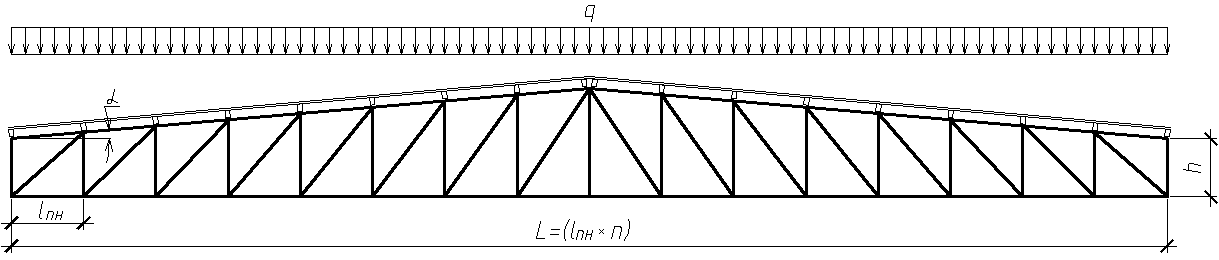 q
α
h
lпн
L=(lпн × n)